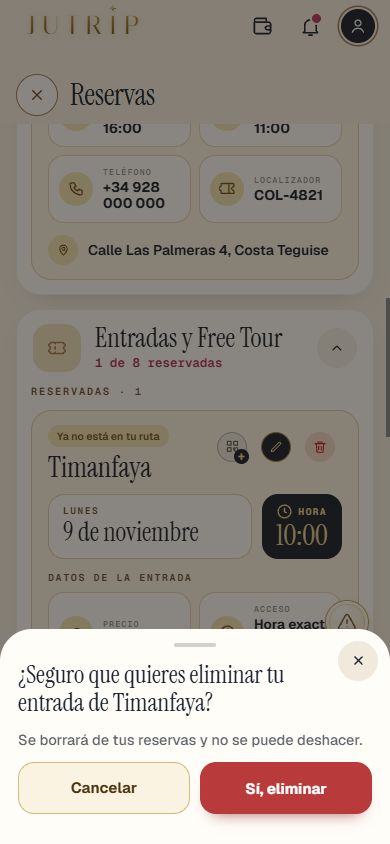 JUTRIP
Reservas
16:00
11:00
TELÉFONO
+34 928
000 000
LOCALIZADOR
COL-4821
Calle Las Palmeras 4, Costa Teguise
Entradas y Free Tour
1 de 8 reservadas
RESERVADAS · 1
Ya no está en tu ruta
Timanfaya
LUNES
9 de noviembre
HORA
10:00
DATOS DE LA ENTRADA
PRECIO
ACCESO
Hora exact
¿Seguro que quieres eliminar tu
entrada de Timanfaya?
Se borrará de tus reservas y no se puede deshacer.
Cancelar
Sí, eliminar